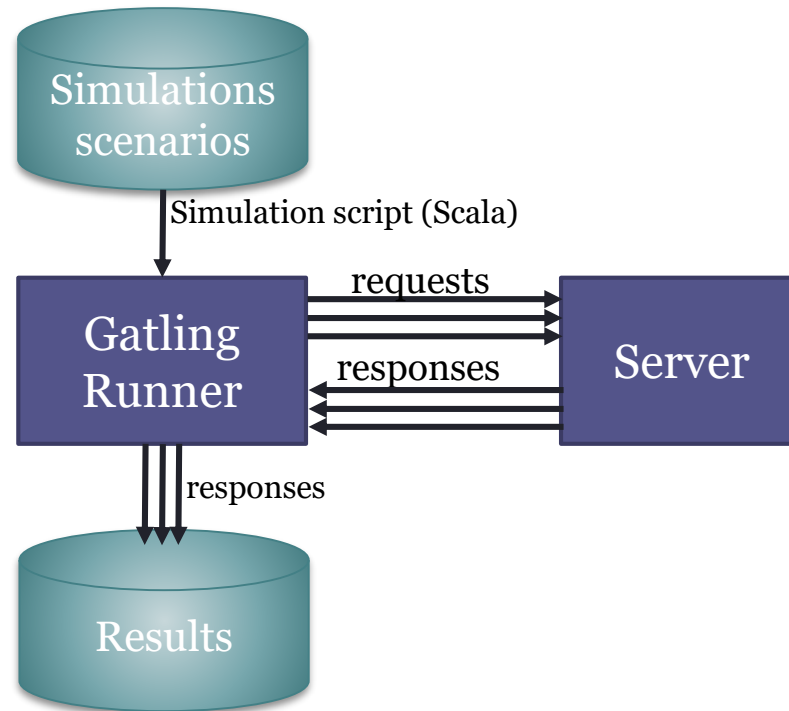 Simulations
scenarios
Simulation script (Scala)
requests
Gatling
Runner
Server
responses
responses
Results